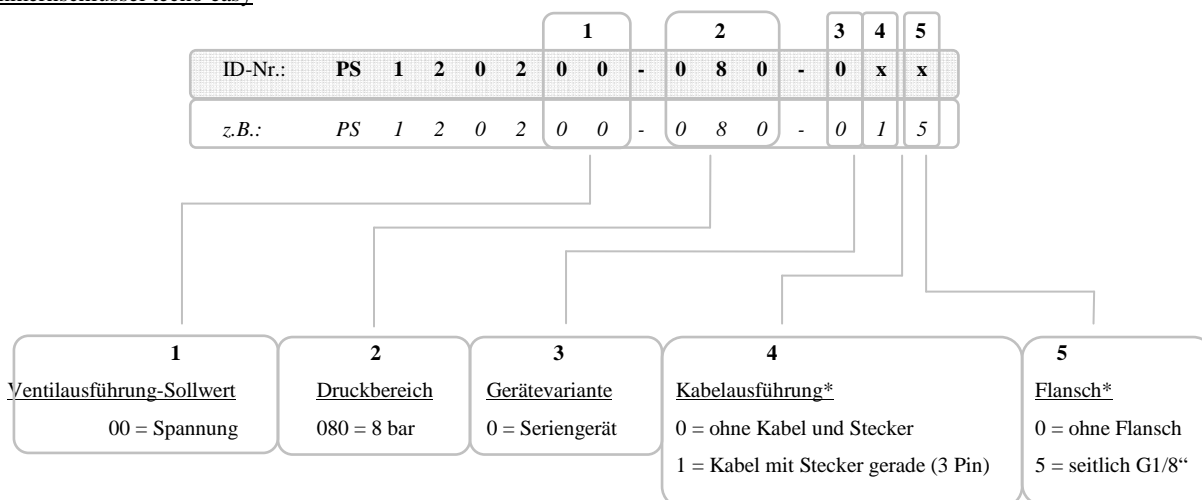 1 2 3 4 5
ID-Nr.: PS 1 2 0 2 0 0 - 0 8 0 - 0 x x
z.B.: PS 1 2 0 2 0 0 - 0 8 0 - 0 1 5
1 2 3 4 5
Ventilausführung-Sollwert Druckbereich Gerätevariante Kabelausführung* Flansch*
00 = Spannung 080 = 8 bar 0 = Seriengerät 0 = ohne Kabel und Stecker 0 = ohne Flansch
1 = Kabel mit Stecker gerade (3 Pin) 5 = seitlich G1/8“